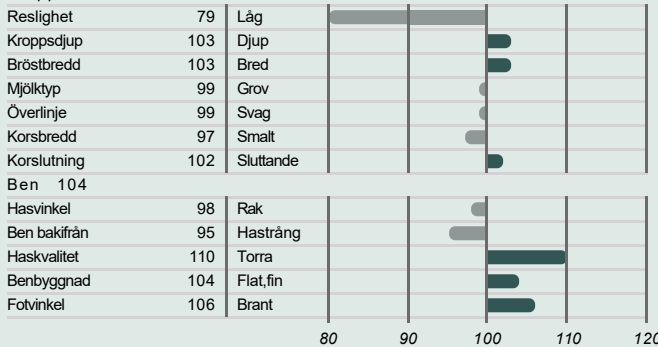 Reslighet 79 Låg
Kroppsdjup 103 Djup
Bröstbredd 103 Bred
Mjölktyp 99 Grov
Överlinje 99 Svag
Korsbredd 97 Smalt
Korslutning 102 Sluttande
Ben 104
Hasvinkel 98 Rak
Ben bakifrån 95 Hastrång
Haskvalitet 110 Torra
Benbyggnad 104 Flat,fin
Fotvinkel 106 Brant
80 90 100 110 120